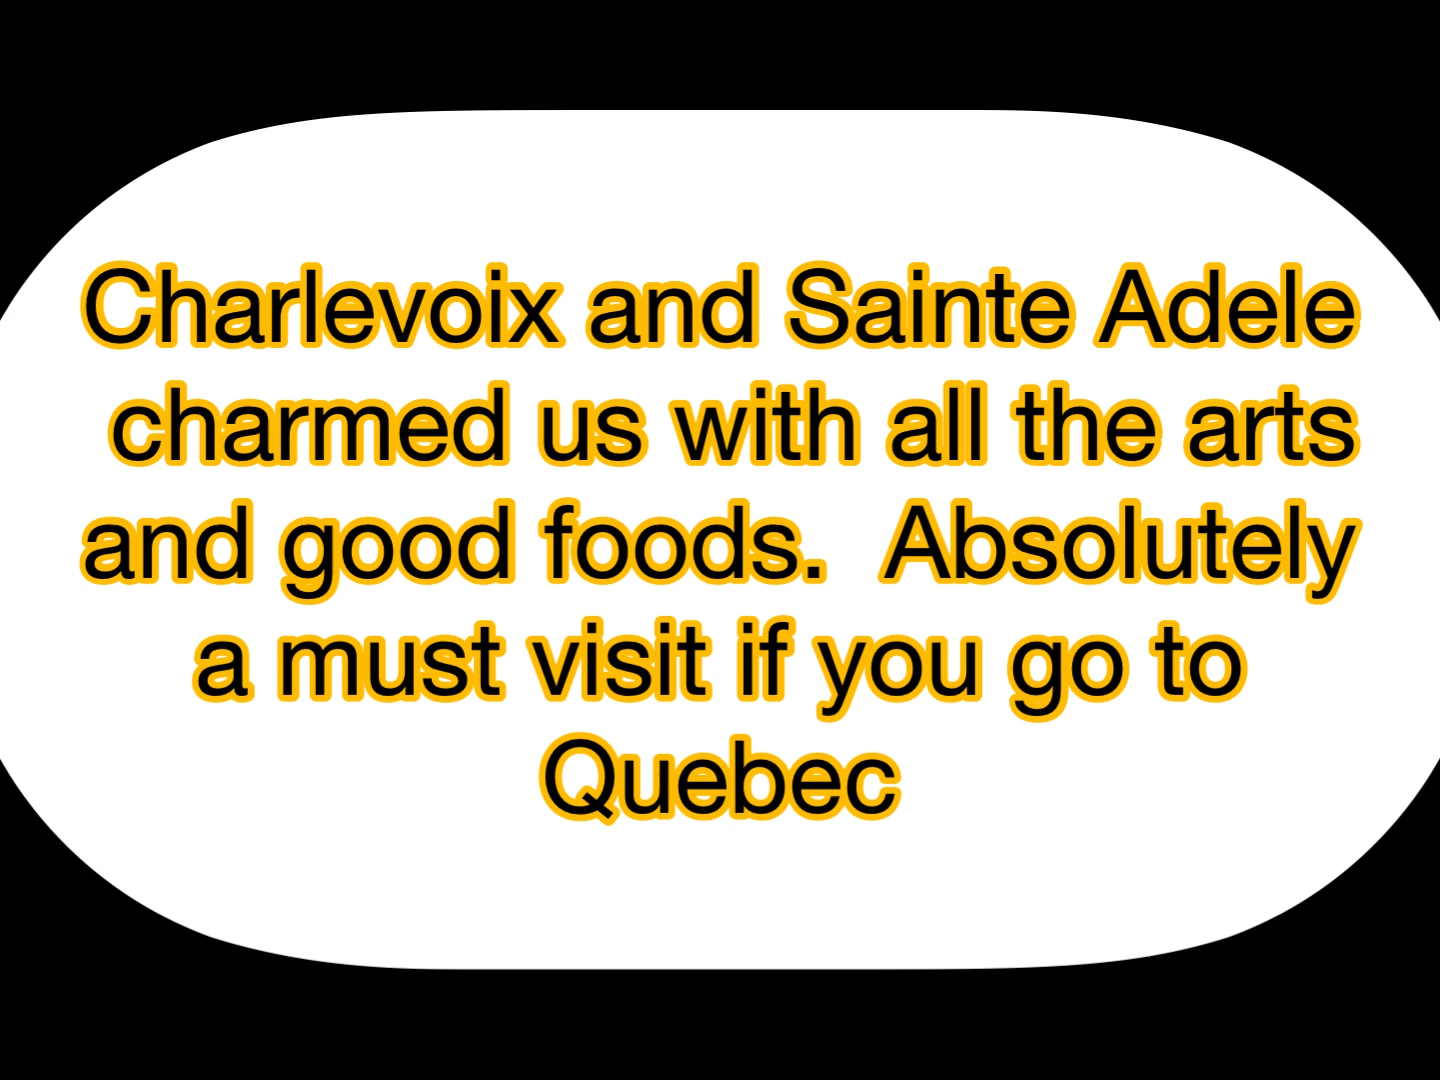 Charlevoix and Sainte Adele
charmed us with all the arts
and good foods.  Absolutely
a must visit if you go to
Quebec